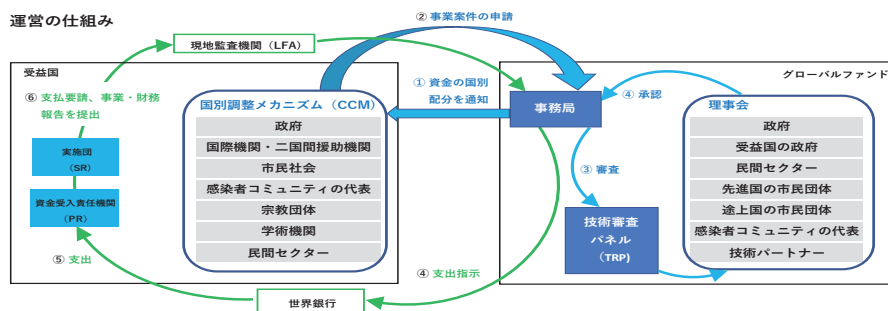 運営の仕組み
② 事業案件の申請
現地監査機関(LFA)
受益国
グローバルファンド
⑥ 支払要請、事業・財務
報告を提出
国別調整メカニズム(CCM)
政府
国際機関・二国間援助機関
市民社会
感染者コミュニティの代表
宗教団体
学術機関
民間セクター
① 資金の国別
配分を通知
事務局
④ 承認
理事会
政府
受益国の政府
民間セクター
先進国の市民団体
途上国の市民団体
感染者コミュニティの代表
技術パートナー
③ 審査
技術審査
パネル
(TRP)
実施団
(SR)
資金受入責任機関
(PR)
⑤ 支出
④ 支出指示
世界銀行